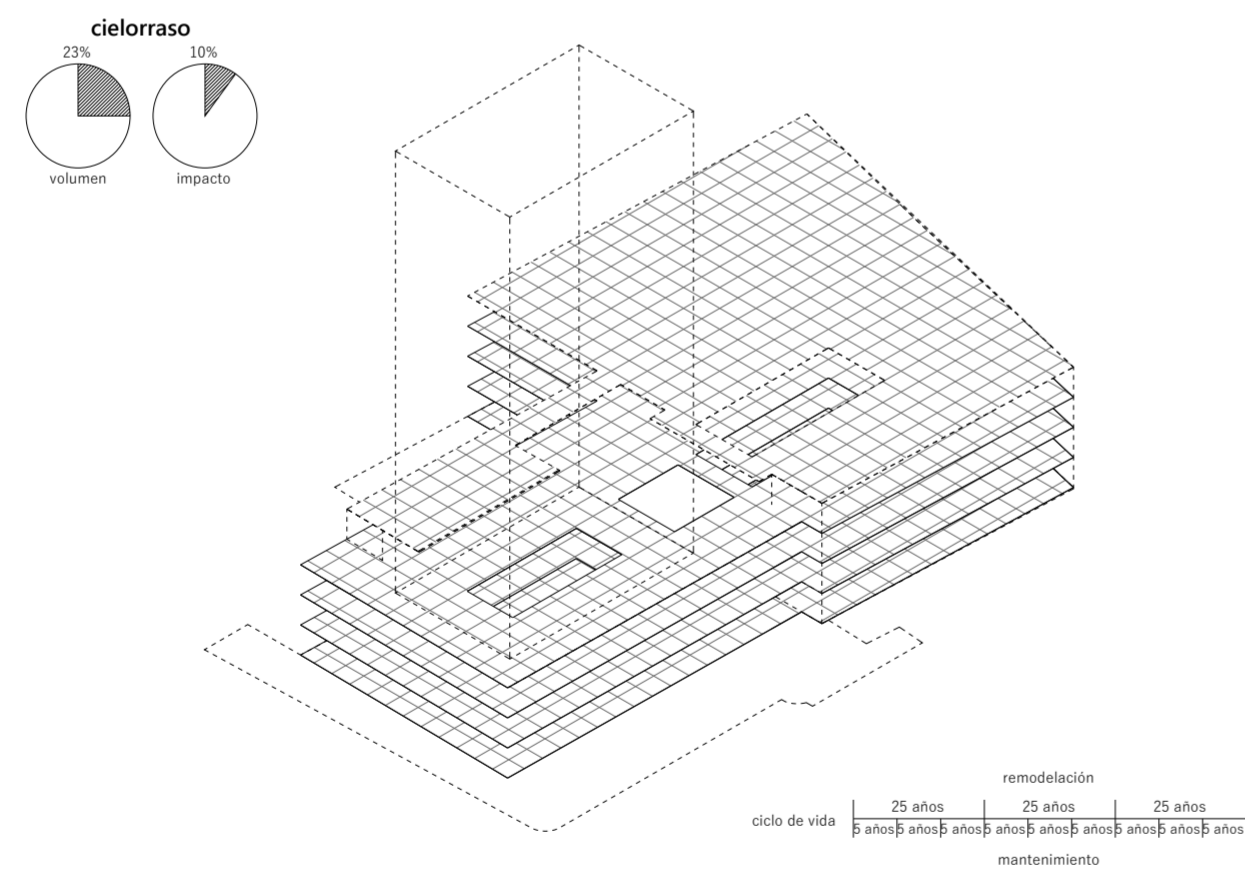 cielorraso
23%
10%
volumen
impacto
remodelación
25 años
25 años
25 años
ciclo de vida
5 años 5 años 5 años 5 años 5 años 5 años 5 años 5 años 5 años
mantenimiento